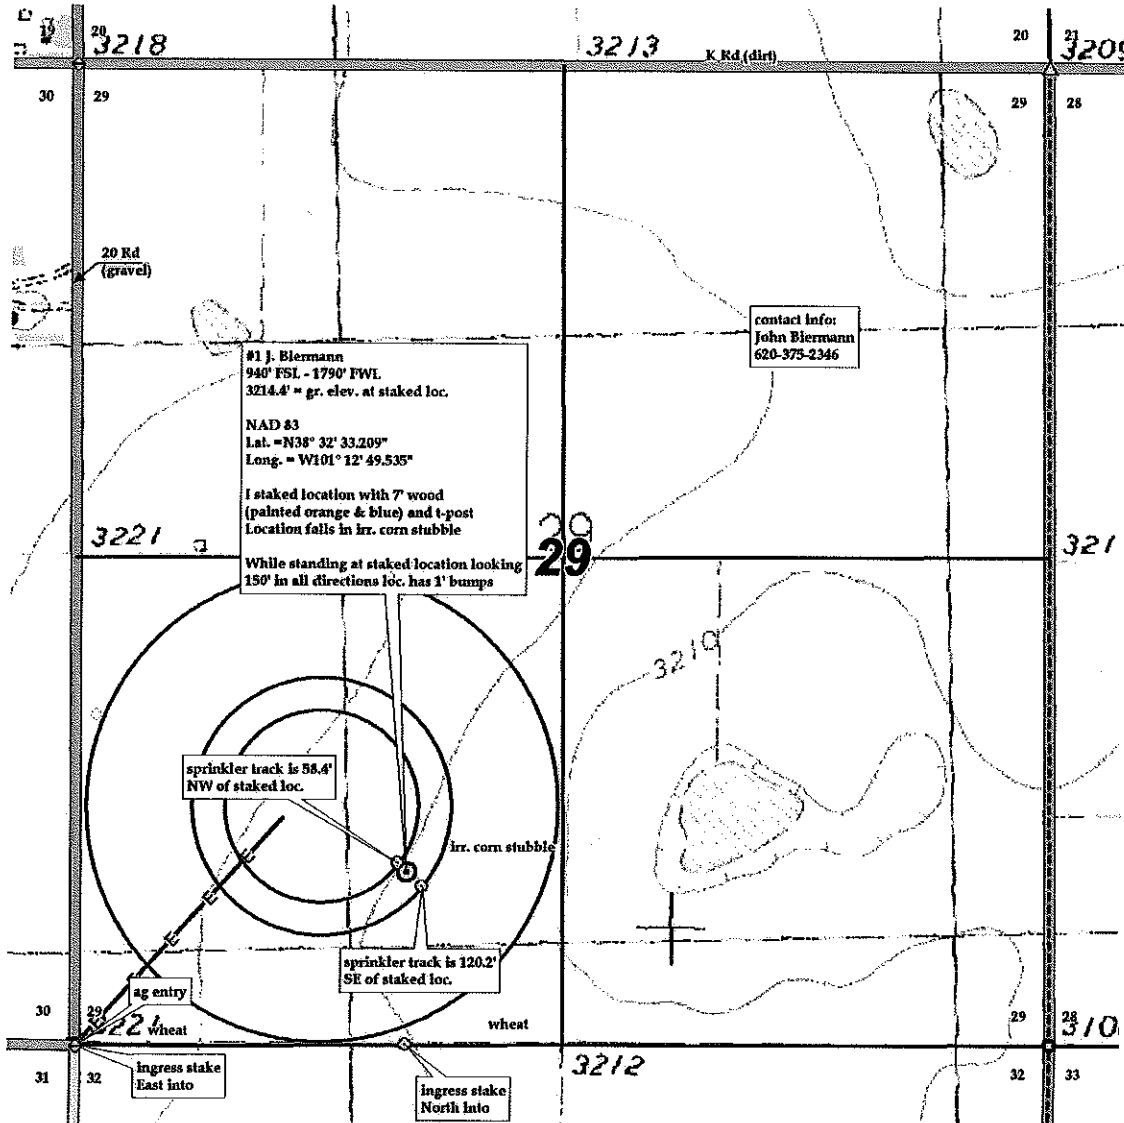 19
20
3218
3213
K Rd (dirt)
20
21
3209
30
29
29
28
20 Rd
(gravel)
contact info:
John Biermann
620-375-2346
#1 J. Biermann
940' FSL - 1790' FWL
3214.4' = gr. elev. at staked loc.
NAD 83
Lat. = N38° 32' 33.209"
Long. = W101° 12' 49.535"
I staked location with 7' wood
(painted orange & blue) and t-post
Location falls in irr. corn stubble
While standing at staked location looking
150' in all directions loc. has 1' bumps
3221
29
29
321
3210
sprinkler track is 58.4'
NW of staked loc.
irr. corn stubble
E
E
E
E
sprinkler track is 120.2'
SE of staked loc.
ag entry
30
29
3221
wheat
wheat
29
28
310
ingress stake
East into
3212
31
32
ingress stake
North into
32
33